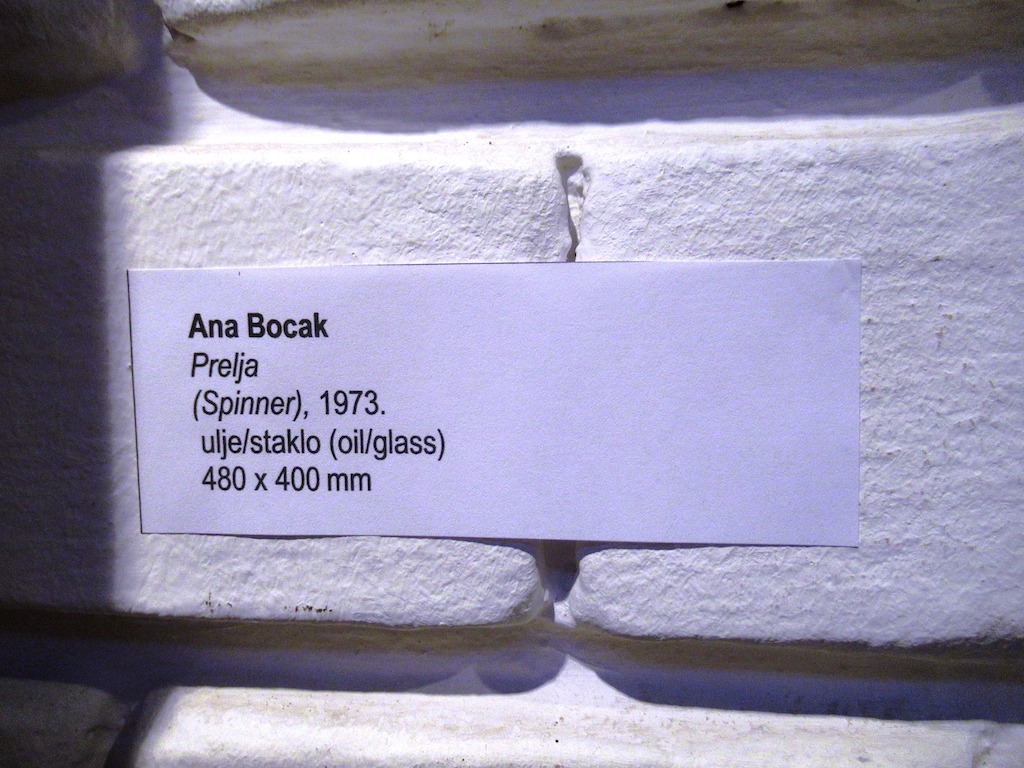 Ana Bocak
Prelja
(Spinner), 1973.
ulje/staklo (oil/glass)
480 x 400 mm